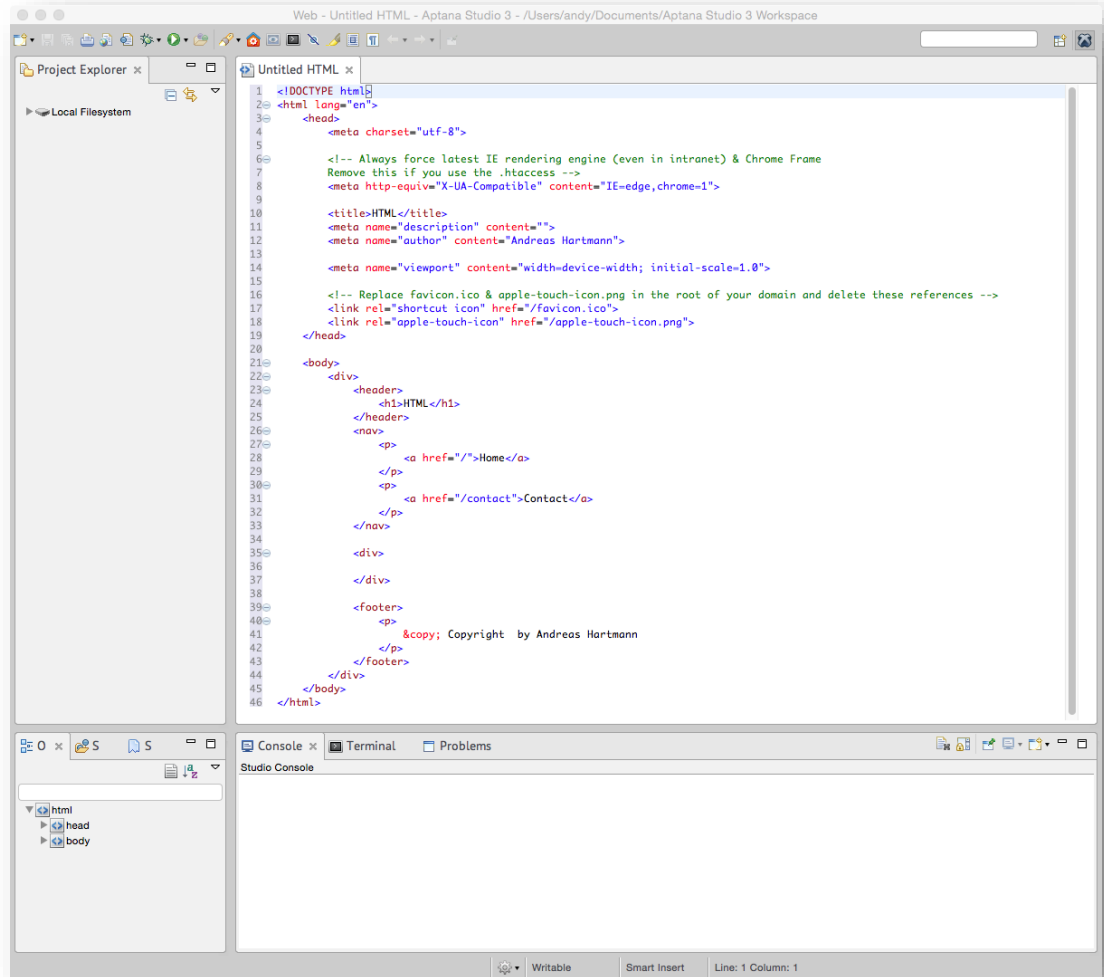 Web - Untitled HTML - Aptana Studio 3 - /Users/andy/Documents/Aptana Studio 3 Workspace
Project Explorer
Local Filesystem
Untitled HTML
1 <!DOCTYPE html>
2 <html lang="en">
3     <head>
4         <meta charset="utf-8">
5
6         <!-- Always force latest IE rendering engine (even in intranet) & Chrome Frame
7         Remove this if you use the .htaccess -->
8         <meta http-equiv="X-UA-Compatible" content="IE=edge,chrome=1">
9
10         <title>HTML</title>
11         <meta name="description" content="">
12         <meta name="author" content="Andreas Hartmann">
13
14         <meta name="viewport" content="width=device-width; initial-scale=1.0">
15
16         <!-- Replace favicon.ico & apple-touch-icon.png in the root of your domain and delete these references -->
17         <link rel="shortcut icon" href="/favicon.ico">
18         <link rel="apple-touch-icon" href="/apple-touch-icon.png">
19     </head>
20
21     <body>
22         <div>
23             <header>
24                 <h1>HTML</h1>
25             </header>
26             <nav>
27                 <p>
28                     <a href="/">Home</a>
29                 </p>
30                 <p>
31                     <a href="/contact">Contact</a>
32                 </p>
33             </nav>
34
35             <div>
36
37             </div>
38
39             <footer>
40                 <p>
41                     &copy; Copyright  by Andreas Hartmann
42                 </p>
43             </footer>
44         </div>
45     </body>
46 </html>
O S S
html
head
body
Console Terminal Problems
Studio Console
Writable Smart Insert Line: 1 Column: 1